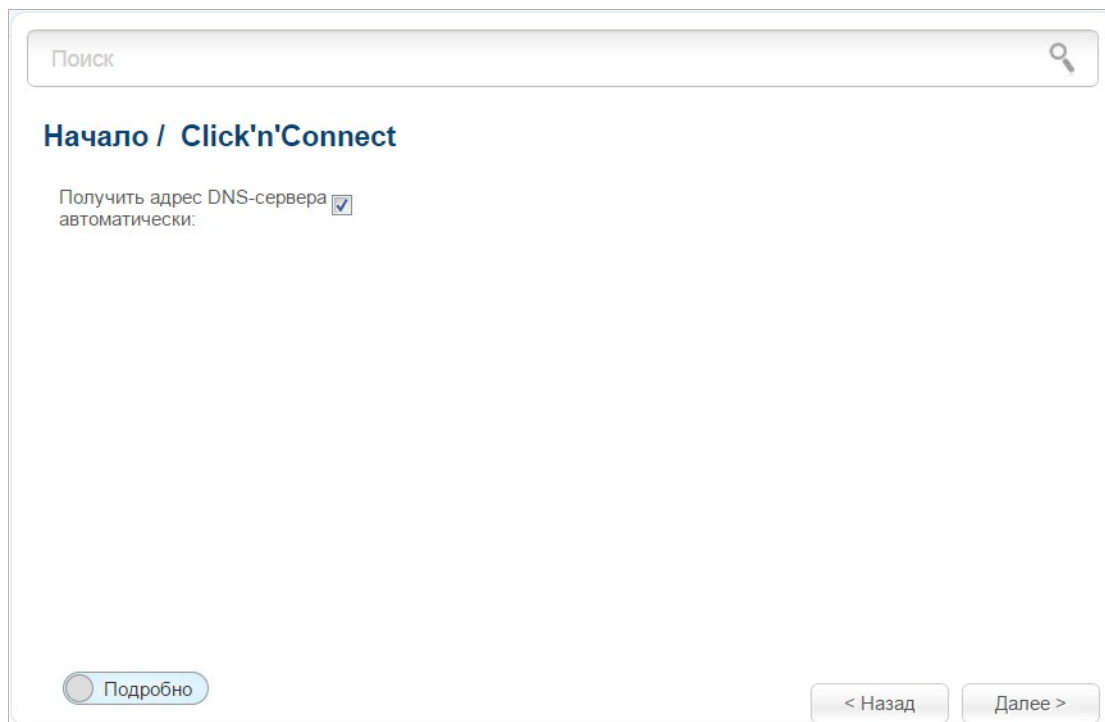 Поиск
Начало / Click'n'Connect
Получить адрес DNS-сервера
автоматически:
Подробно
< Назад
Далее >